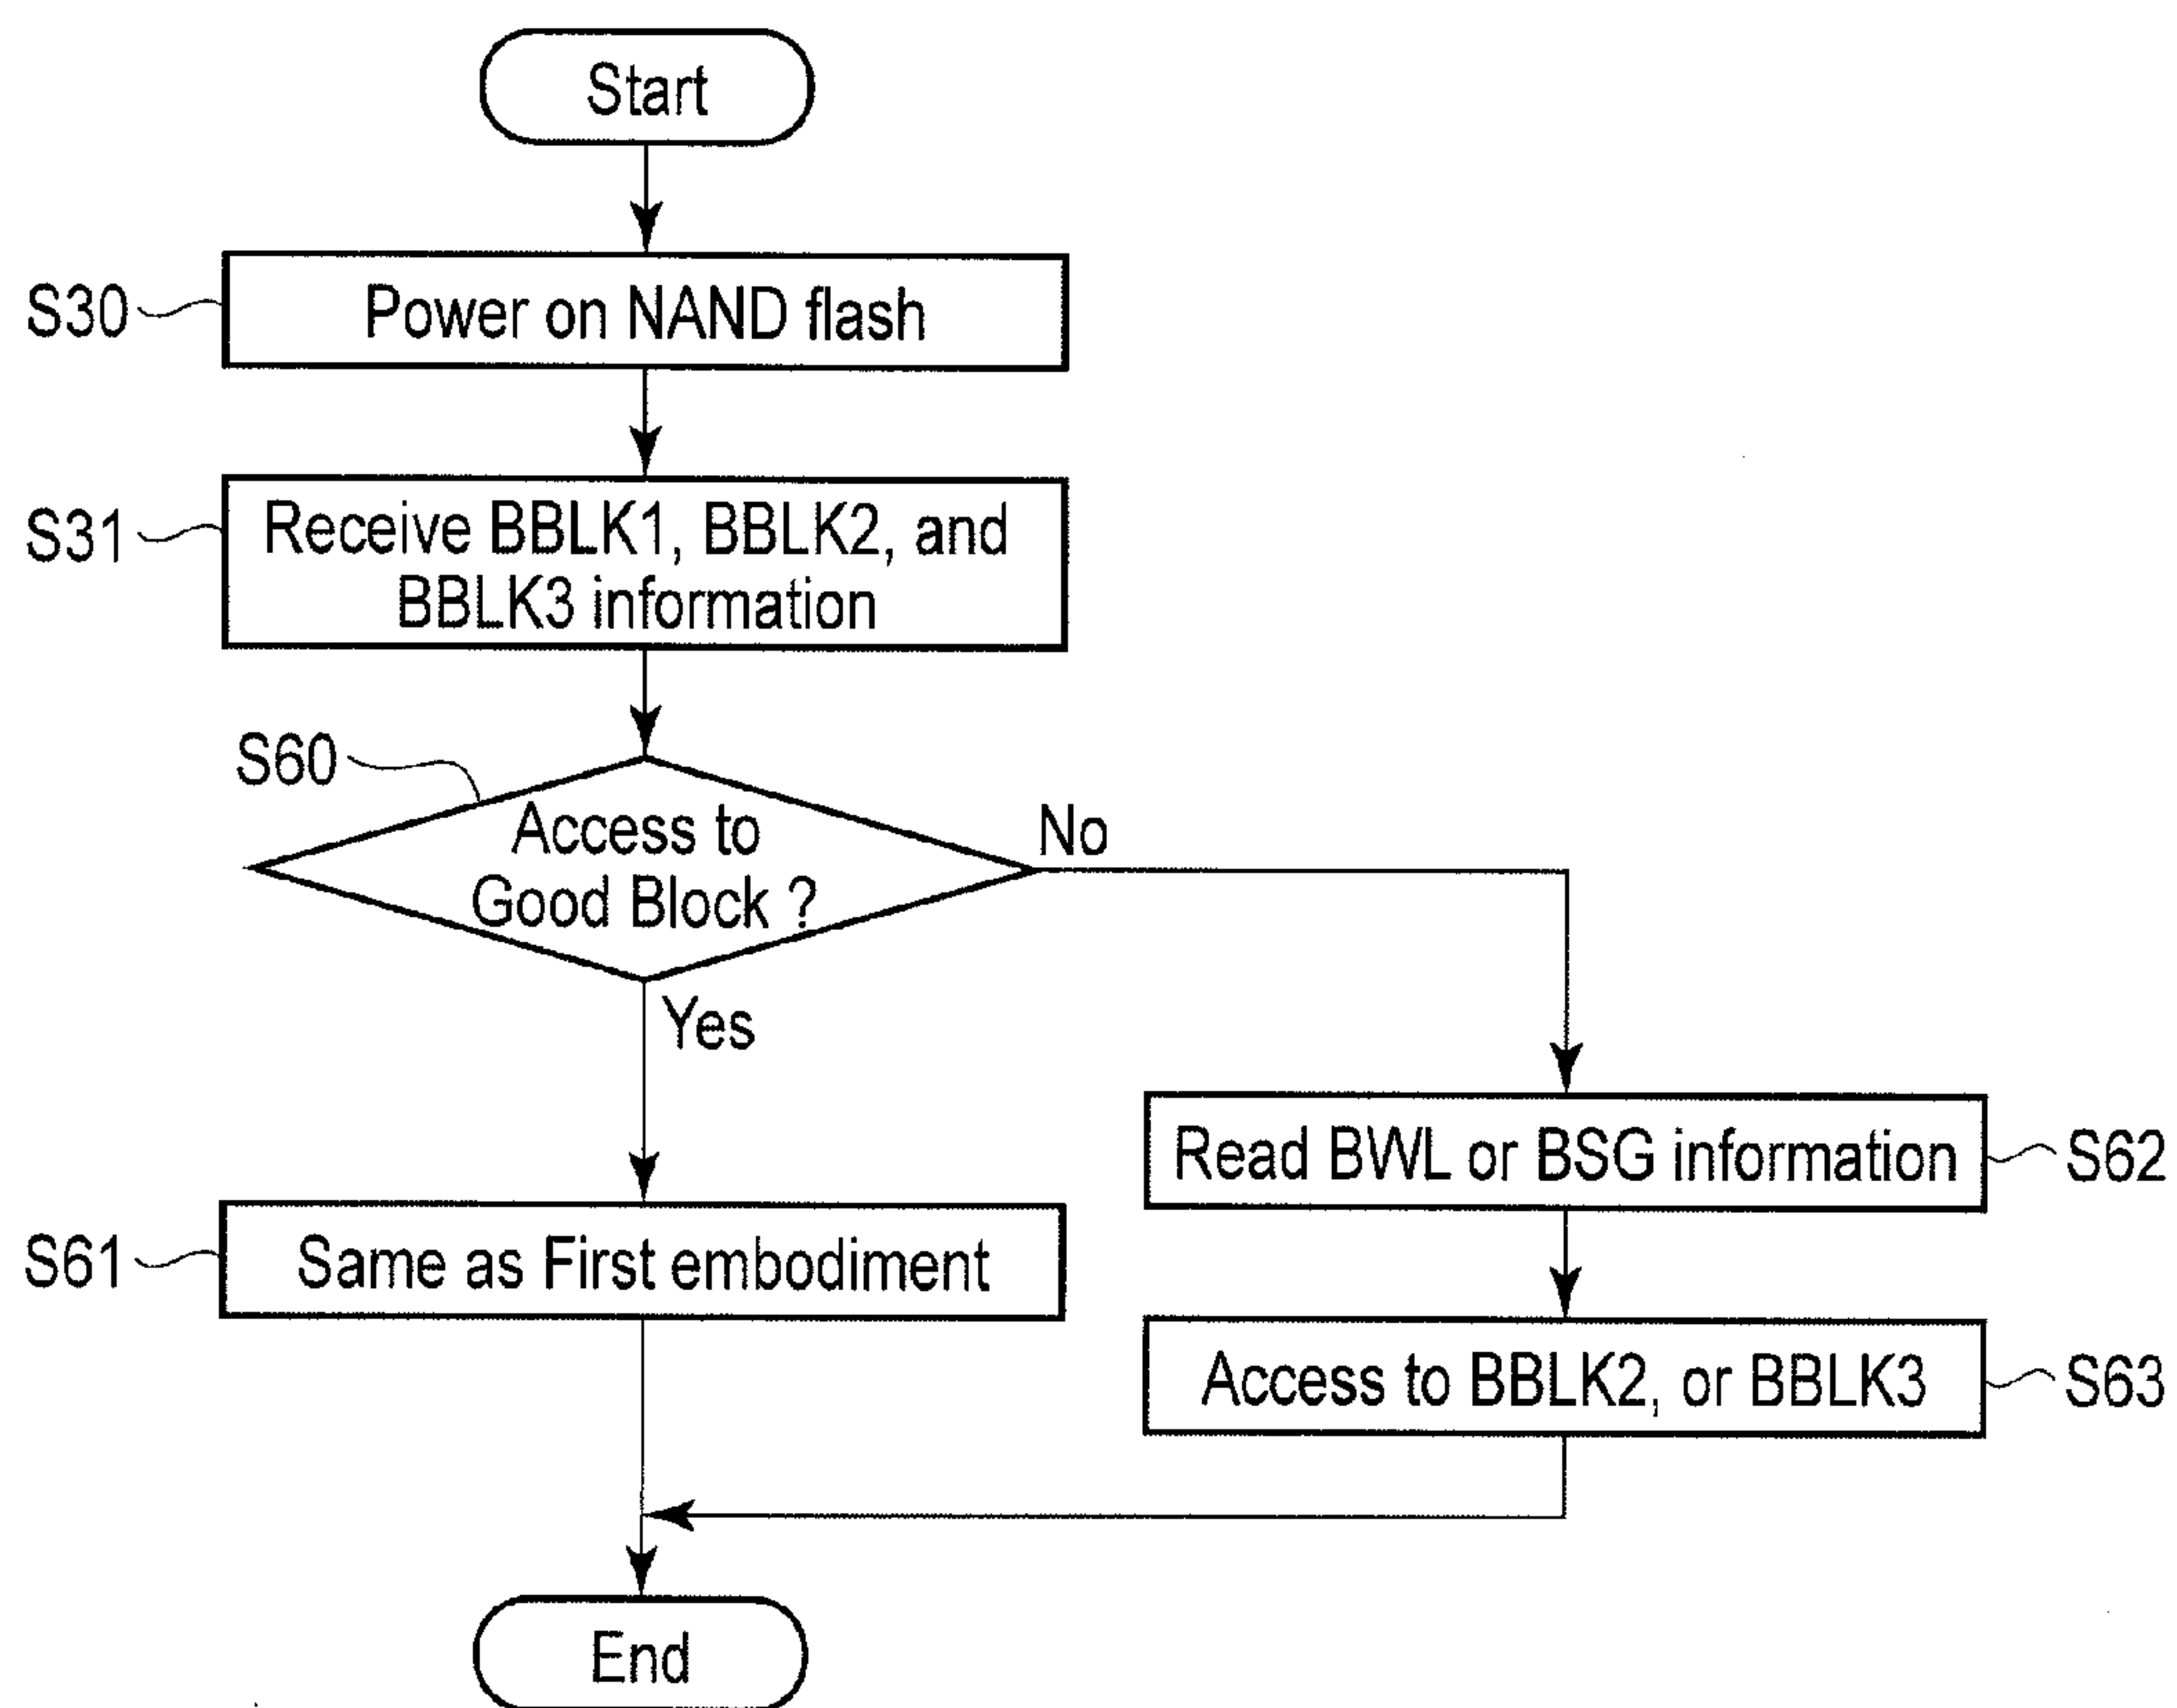 Start
S30
Power on NAND flash
S31
Receive BBLK1, BBLK2, and
BBLK3 information
S60
Access to
Good Block ?
No
Yes
Read BWL or BSG information
S62
S61
Same as First embodiment
Access to BBLK2, or BBLK3
S63
End